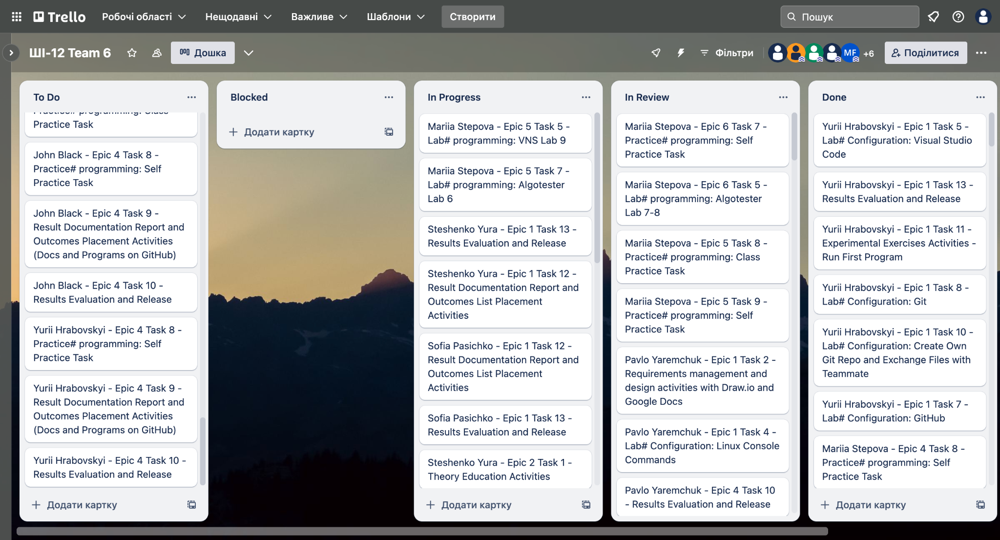 Trello
Робочі області
Нещодавні
Важливе
Шаблони
Створити
Пошук
ШІ-12 Team 6
Дошка
Фільтри
MF
+6
Поділитися
To Do
Practice# programming: Class
Practice Task
John Black - Epic 4 Task 8 -
Practice# programming: Self
Practice Task
John Black - Epic 4 Task 9 -
Result Documentation Report and
Outcomes Placement Activities
(Docs and Programs on GitHub)
John Black - Epic 4 Task 10 -
Results Evaluation and Release
Yurii Hrabovskyi - Epic 4 Task 8 -
Practice# programming: Self
Practice Task
Yurii Hrabovskyi - Epic 4 Task 9 -
Result Documentation Report and
Outcomes Placement Activities
(Docs and Programs on GitHub)
Yurii Hrabovskyi - Epic 4 Task 10 -
Results Evaluation and Release
Додати картку
Blocked
Додати картку
In Progress
Mariia Stepova - Epic 5 Task 5 -
Lab# programming: VNS Lab 9
Mariia Stepova - Epic 5 Task 7 -
Lab# programming: Algotester
Lab 6
Steshenko Yura - Epic 1 Task 13 -
Results Evaluation and Release
Steshenko Yura - Epic 1 Task 12 -
Result Documentation Report and
Outcomes List Placement
Activities
Sofia Pasichko - Epic 1 Task 12 -
Result Documentation Report and
Outcomes List Placement
Activities
Sofia Pasichko - Epic 1 Task 13 -
Results Evaluation and Release
Steshenko Yura - Epic 2 Task 1 -
Theory Education Activities
Додати картку
In Review
Mariia Stepova - Epic 6 Task 7 -
Practice# programming: Self
Practice Task
Mariia Stepova - Epic 6 Task 5 -
Lab# programming: Algotester
Lab 7-8
Mariia Stepova - Epic 5 Task 8 -
Practice# programming: Class
Practice Task
Mariia Stepova - Epic 5 Task 9 -
Practice# programming: Self
Practice Task
Pavlo Yaremchuk - Epic 1 Task 2 -
Requirements management and
design activities with Draw.io and
Google Docs
Pavlo Yaremchuk - Epic 1 Task 4 -
Lab# Configuration: Linux Console
Commands
Pavlo Yaremchuk - Epic 4 Task 10
- Results Evaluation and Release
Done
Yurii Hrabovskyi - Epic 1 Task 5 -
Lab# Configuration: Visual Studio
Code
Yurii Hrabovskyi - Epic 1 Task 13 -
Results Evaluation and Release
Yurii Hrabovskyi - Epic 1 Task 11 -
Experimental Exercises Activities -
Run First Program
Yurii Hrabovskyi - Epic 1 Task 8 -
Lab# Configuration: Git
Yurii Hrabovskyi - Epic 1 Task 10 -
Lab# Configuration: Create Own
Git Repo and Exchange Files with
Teammate
Yurii Hrabovskyi - Epic 1 Task 7 -
Lab# Configuration: GitHub
Mariia Stepova - Epic 4 Task 8 -
Practice# programming: Self
Practice Task
Додати картку